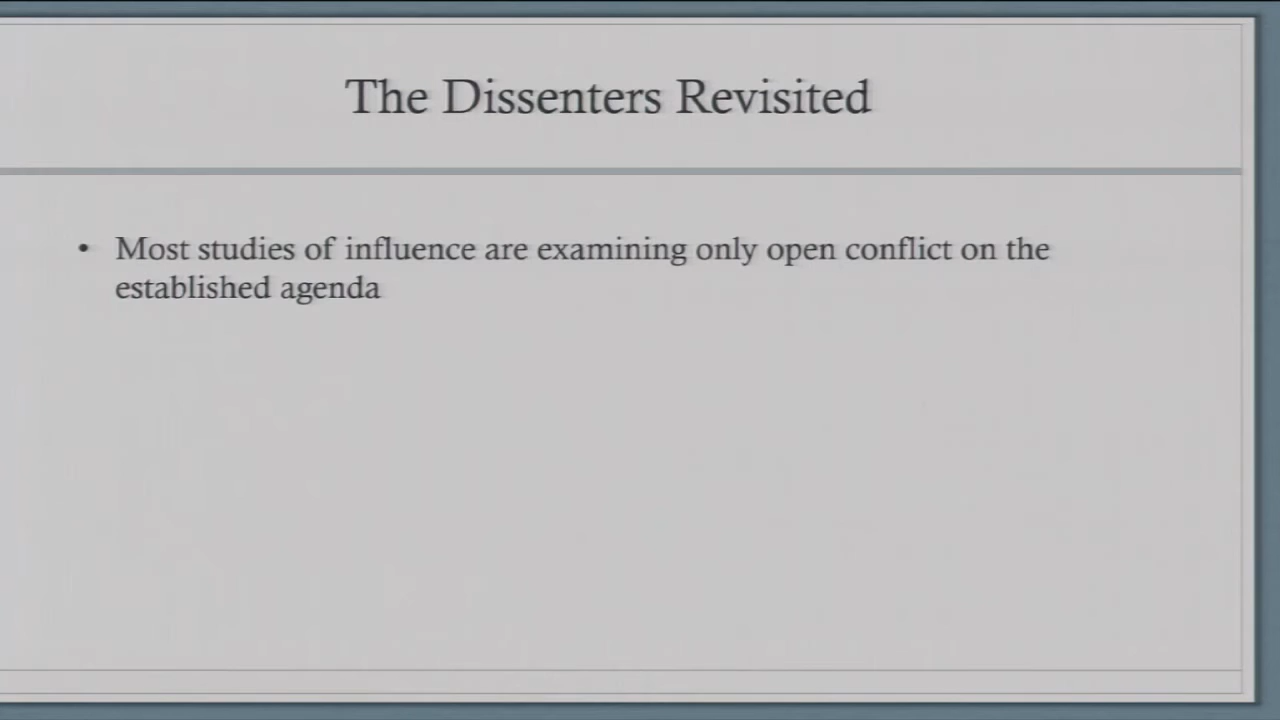 The Dissenters Revisited
• Most studies of influence are examining only open conflict on the
established agenda